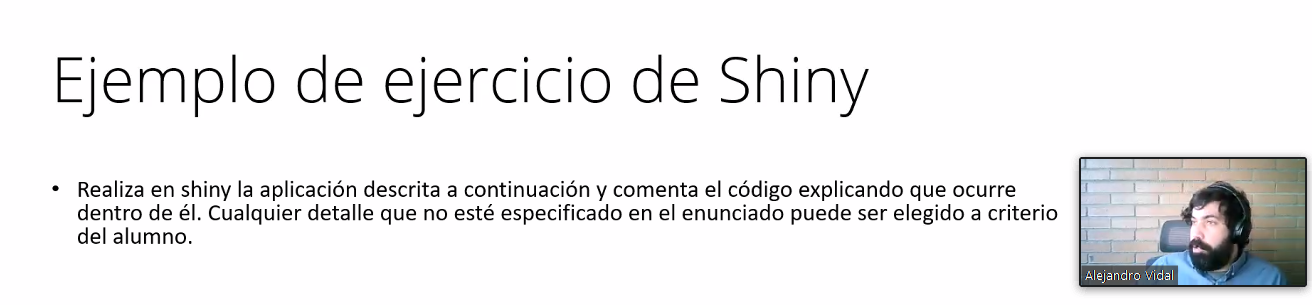 Ejemplo de ejercicio de Shiny
• Realiza en shiny la aplicación descrita a continuación y comenta el código explicando que ocurre
dentro de él. Cualquier detalle que no esté especificado en el enunciado puede ser elegido a criterio
del alumno.
Alejandro Vidal